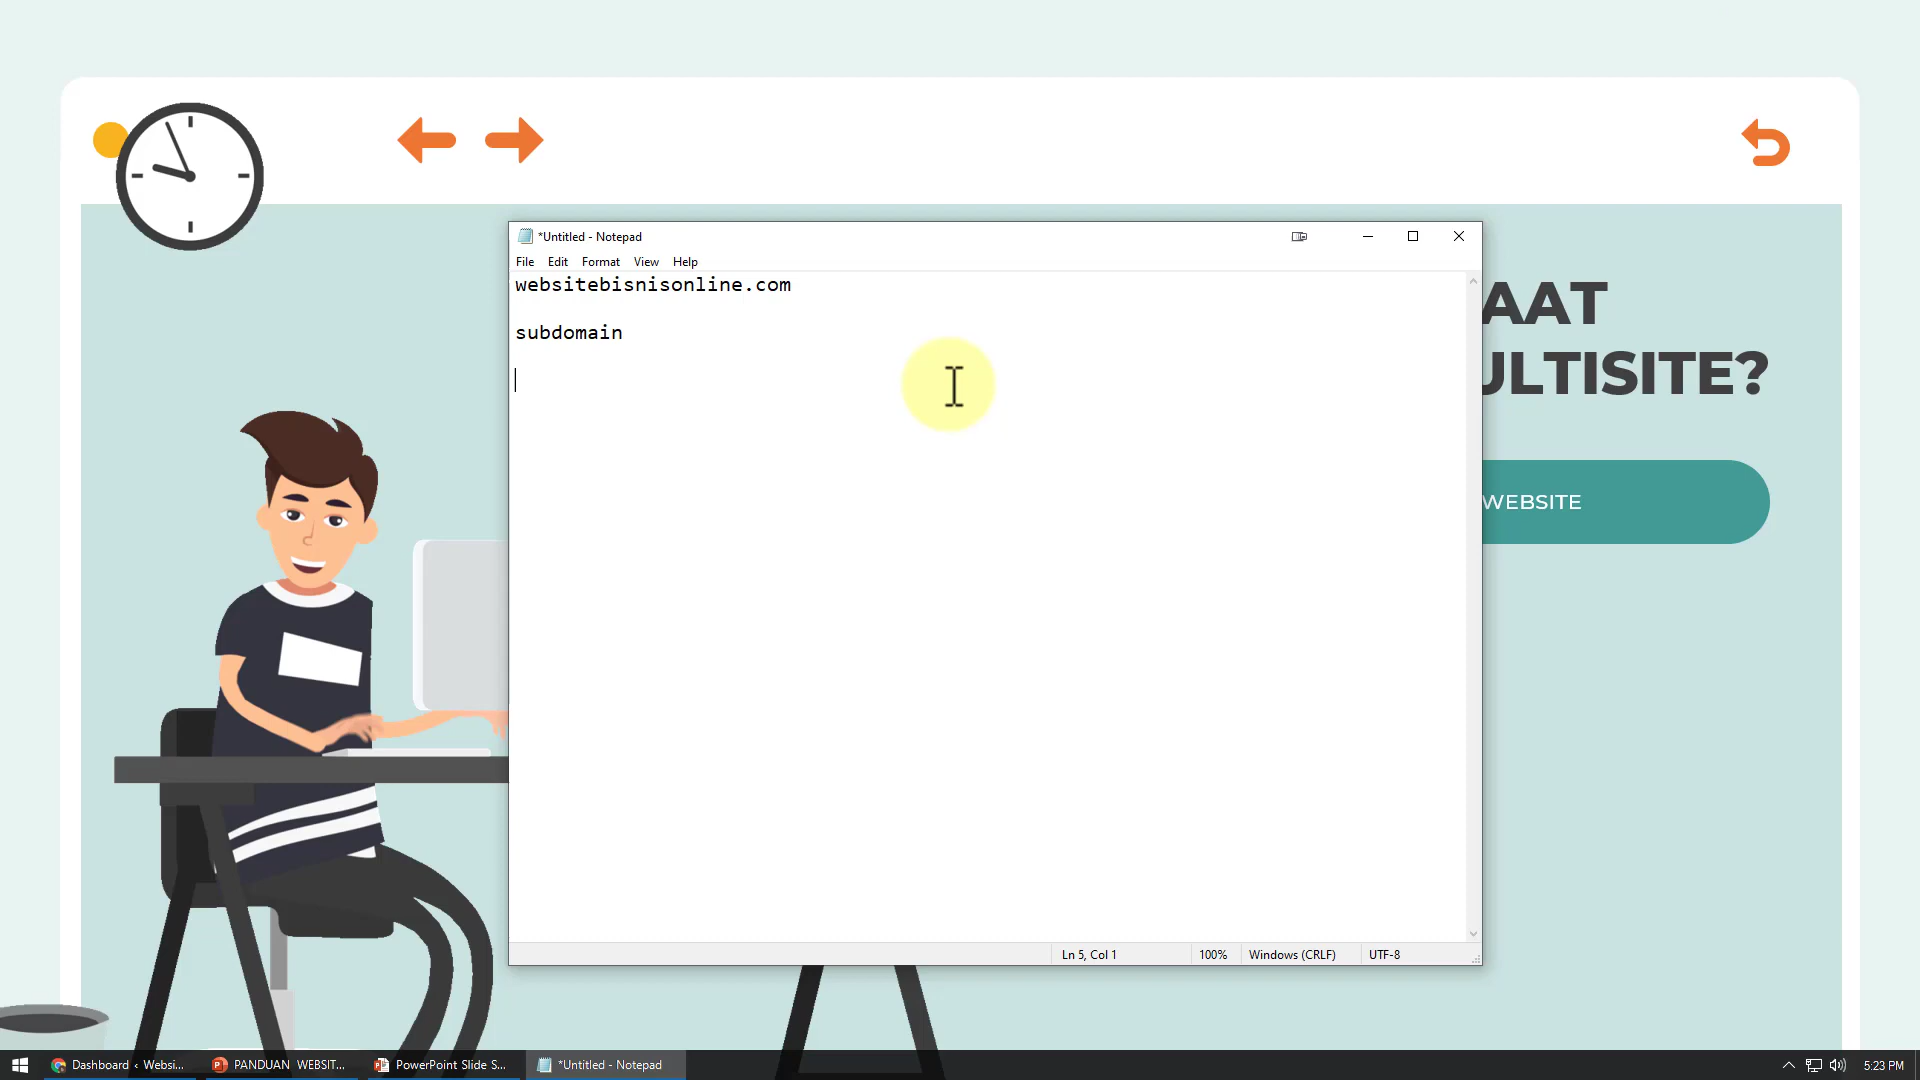 *Untitled - Notepad
File Edit Format View Help
websitebisnisonline.com
subdomain
AAT
ULTISITE?
WEBSITE
Ln 5, Col 1 100% Windows (CRLF) UTF-8
Dashboard ‹ Websi... PANDUAN WEBSIT... PowerPoint Slide S... *Untitled - Notepad 5:23 PM